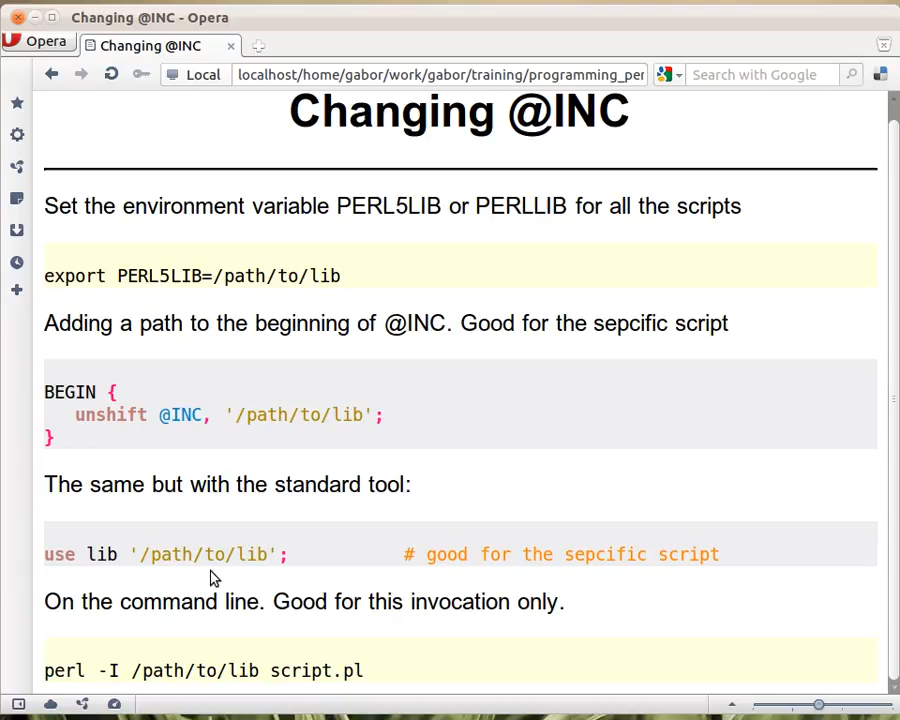 Changing @INC - Opera
Opera
Changing @INC
Local
localhost/home/gabor/work/gabor/training/programming_per
Search with Google
Changing @INC
Set the environment variable PERL5LIB or PERLLIB for all the scripts
export PERL5LIB=/path/to/lib
Adding a path to the beginning of @INC. Good for the sepcific script
BEGIN {
unshift @INC, '/path/to/lib';
}
The same but with the standard tool:
use lib '/path/to/lib'; # good for the sepcific script
On the command line. Good for this invocation only.
perl -I /path/to/lib script.pl